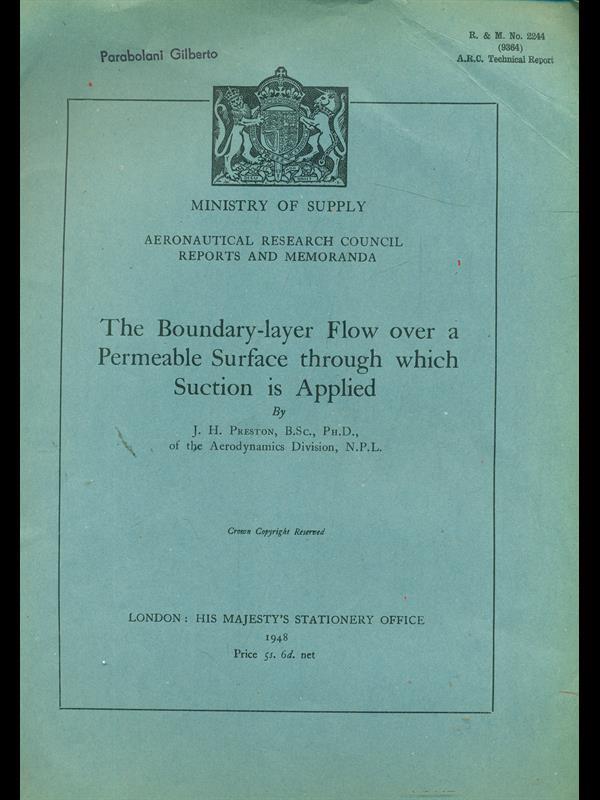 R. & M. No. 2244
(9364)
A.R.C. Technical Report
Parabolani Gilberto
MINISTRY OF SUPPLY
AERONAUTICAL RESEARCH COUNCIL
REPORTS AND MEMORANDA
The Boundary-layer Flow over a
Permeable Surface through which
Suction is Applied
By
J. H. PRESTON, B.SC., PH.D.,
of the Aerodynamics Division, N.P.L.
Crown Copyright Reserved
LONDON: HIS MAJESTY'S STATIONERY OFFICE
1948
Price 5s. 6d. net